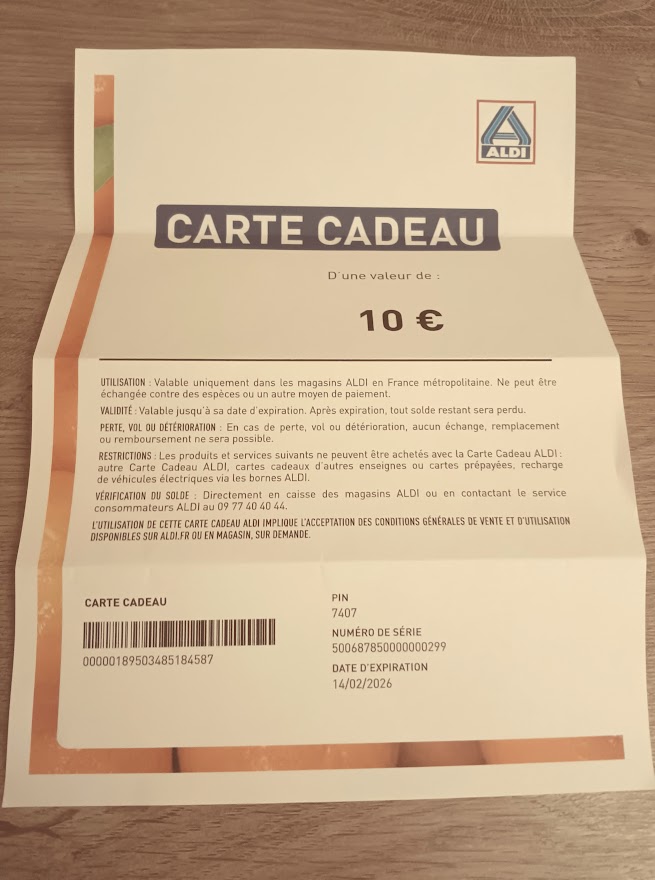 ALDI
CARTE CADEAU
D'une valeur de :
10 €
UTILISATION : Valable uniquement dans les magasins ALDI en France métropolitaine. Ne peut être
échangée contre des espèces ou un autre moyen de paiement.
VALIDITÉ : Valable jusqu'à sa date d'expiration. Après expiration, tout solde restant sera perdu.
PERTE, VOL OU DÉTÉRIORATION : En cas de perte, vol ou détérioration, aucun échange, remplacement
ou remboursement ne sera possible.
RESTRICTIONS : Les produits et services suivants ne peuvent être achetés avec la Carte Cadeau ALDI :
autre Carte Cadeau ALDI, cartes cadeaux d'autres enseignes ou cartes prépayées, recharge
de véhicules électriques via les bornes ALDI.
VÉRIFICATION DU SOLDE : Directement en caisse des magasins ALDI ou en contactant le service
consommateurs ALDI au 09 77 40 40 44.
L'UTILISATION DE CETTE CARTE CADEAU ALDI IMPLIQUE L'ACCEPTATION DES CONDITIONS GÉNÉRALES DE VENTE ET D'UTILISATION
DISPONIBLES SUR ALDI.FR OU EN MAGASIN, SUR DEMANDE.
CARTE CADEAU
00000189503485184587
PIN
7407
NUMÉRO DE SÉRIE
500687850000000299
DATE D'EXPIRATION
14/02/2026